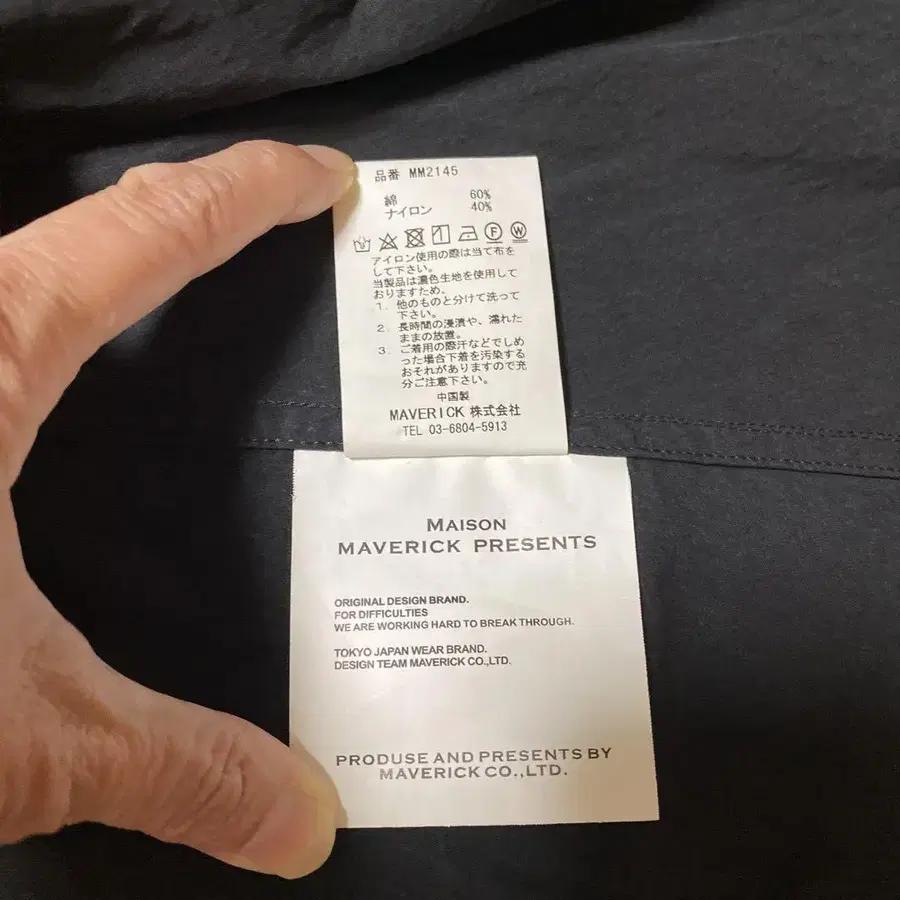 品番 MM2145
綿 60%
ナイロン 40%
F W
アイロン使用の際は当て布を
して下さい。
当製品は濃色生地を使用して
おりますため、
1. 他のものと分けて洗って
下さい。
2. 長時間の浸漬や、濡れた
ままの放置。
3. ご着用の際汗などでしめ
った場合下着を汚染する
おそれがありますので充
分ご注意下さい。
中国製
MAVERICK 株式会社
TEL 03-6804-5913
MAISON
MAVERICK PRESENTS
ORIGINAL DESIGN BRAND.
FOR DIFFICULTIES
WE ARE WORKING HARD TO BREAK THROUGH.
TOKYO JAPAN WEAR BRAND.
DESIGN TEAM MAVERICK CO.,LTD.
PRODUSE AND PRESENTS BY
MAVERICK CO.,LTD.